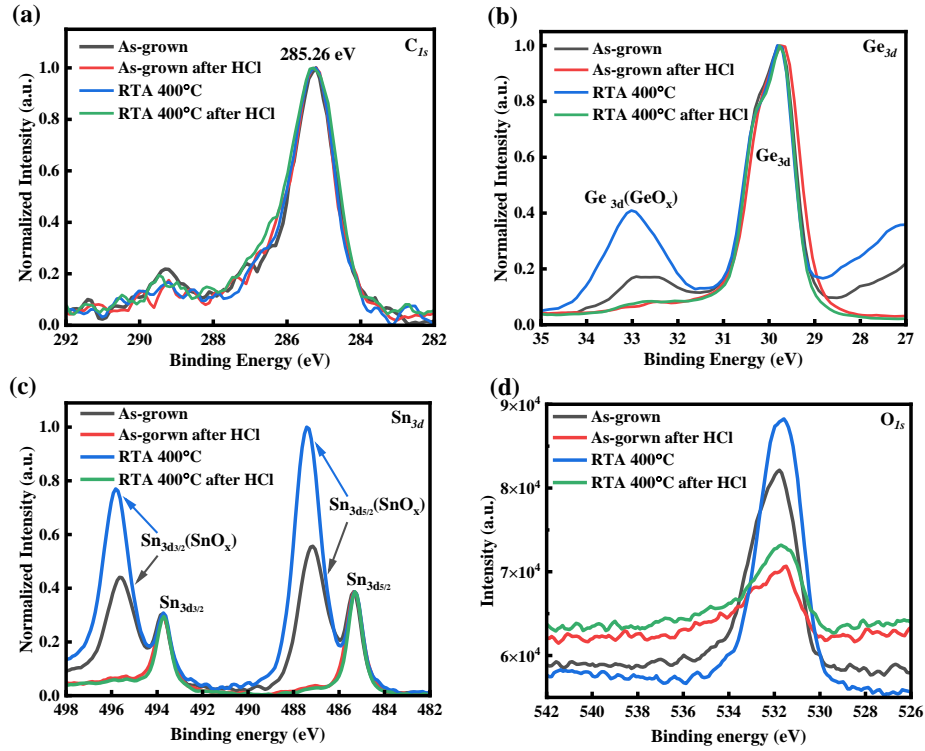 (a)
C1s
As-grown
As-grown after HCl
RTA 400°C
RTA 400°C after HCl
285.26 eV
Normalized Intensity (a.u.)
1.0
0.8
0.6
0.4
0.2
0.0
292 290 288 286 284 282
Binding Energy (eV)
(b)
Ge3d
As-grown
As-grown after HCl
RTA 400°C
RTA 400°C after HCl
Ge 3d(GeOx)
Ge3d
Normalized Intensity (a.u.)
1.0
0.8
0.6
0.4
0.2
0.0
35 34 33 32 31 30 29 28 27
Binding Energy (eV)
(c)
Sn3d
As-grown
As-gorwn after HCl
RTA 400°C
RTA 400°C after HCl
Sn3d5/2(SnOx)
Sn3d3/2(SnOx)
Sn3d3/2
Sn3d5/2
Normalized Intensity (a.u.)
1.0
0.8
0.6
0.4
0.2
0.0
498 496 494 492 490 488 486 484 482
Binding energy (eV)
(d)
O1s
As-grown
As-gorwn after HCl
RTA 400°C
RTA 400°C after HCl
Intensity (a.u.)
9×10⁴
8×10⁴
7×10⁴
6×10⁴
542 540 538 536 534 532 530 528 526
Binding energy (eV)